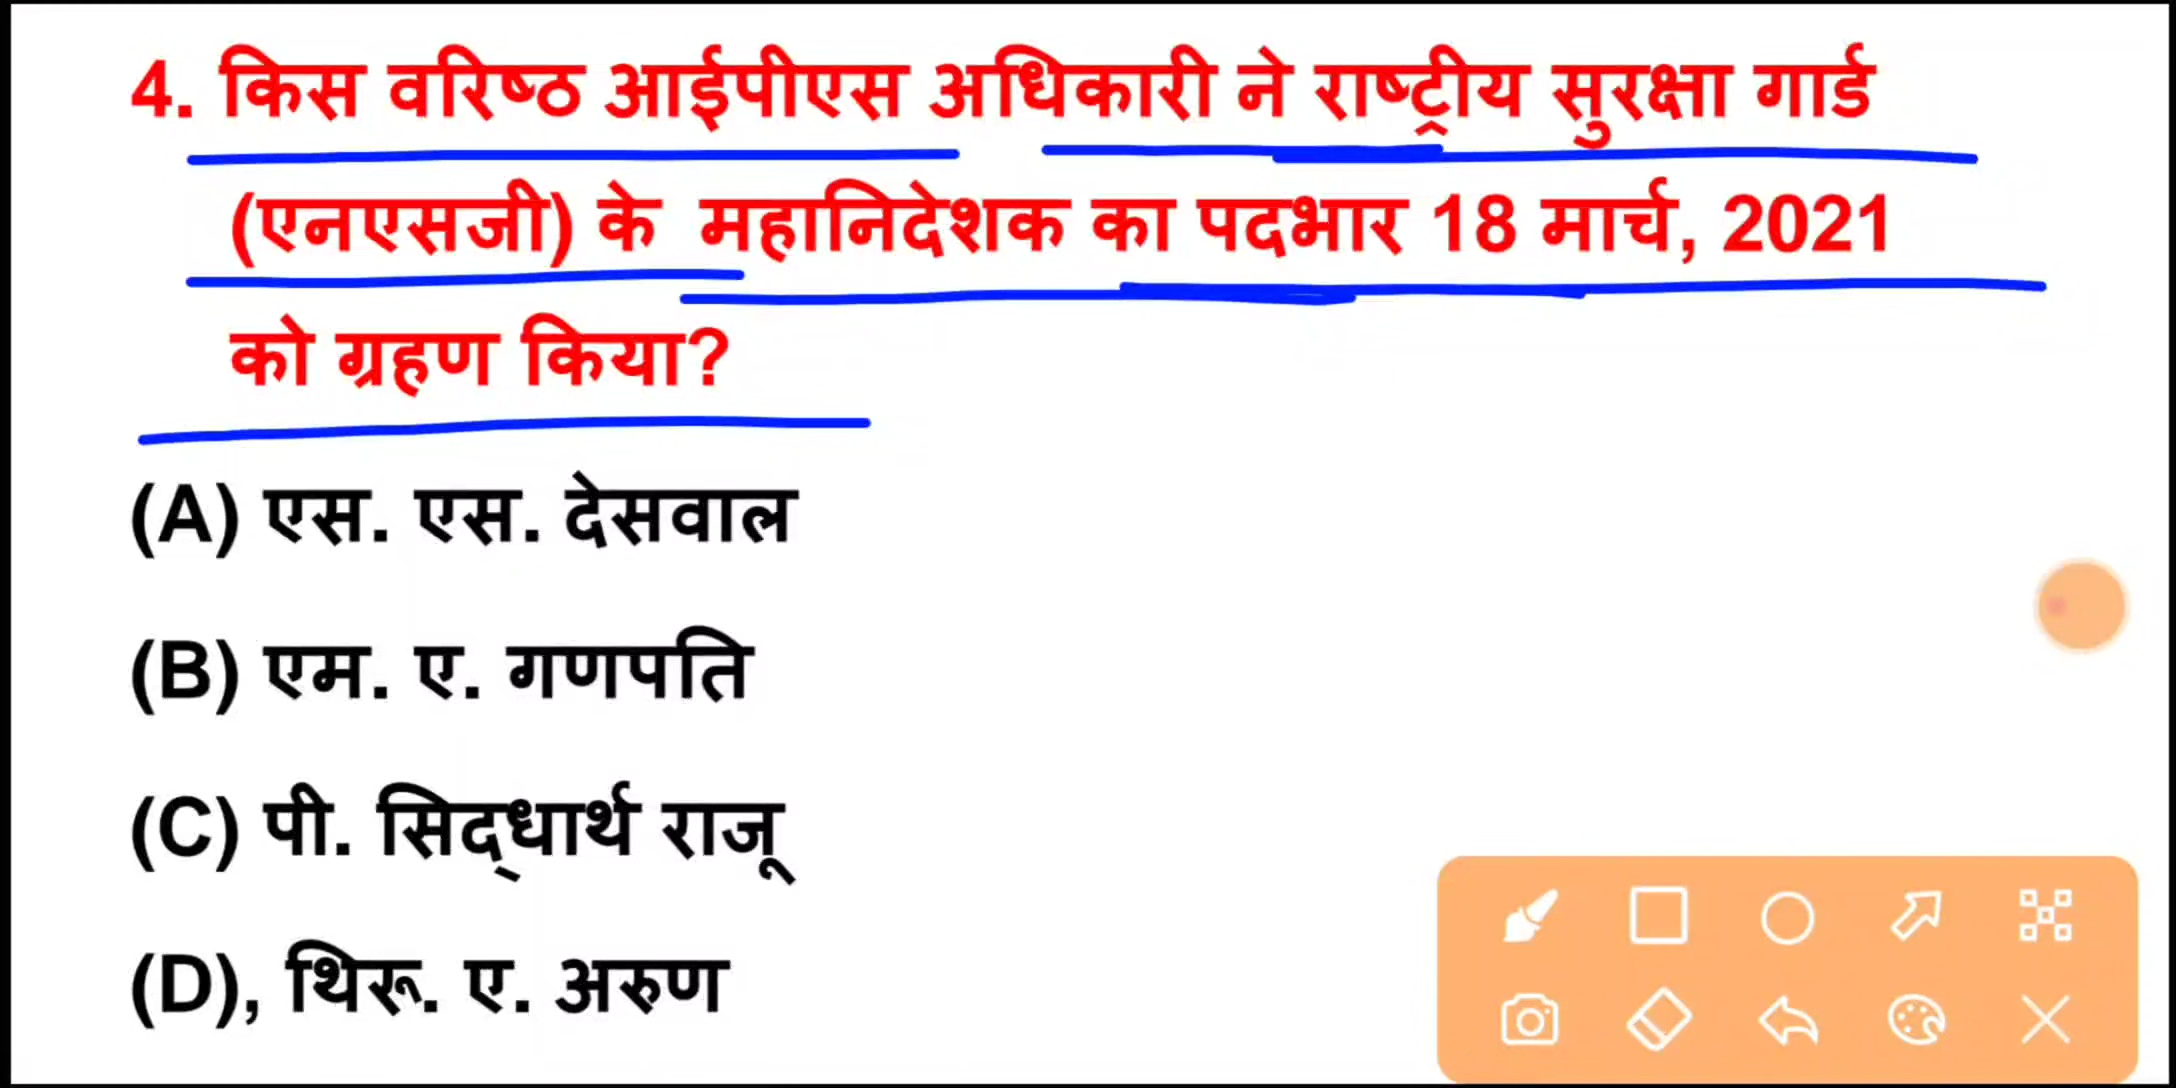 4. किस वरिष्ठ आईपीएस अधिकारी ने राष्ट्रीय सुरक्षा गार्ड
(एनएसजी) के महानिदेशक का पदभार 18 मार्च, 2021
को ग्रहण किया?
(A) एस. एस. देसवाल
(B) एम. ए. गणपति
(C) पी. सिद्धार्थ राजू
(D), थिरू. ए. अरुण